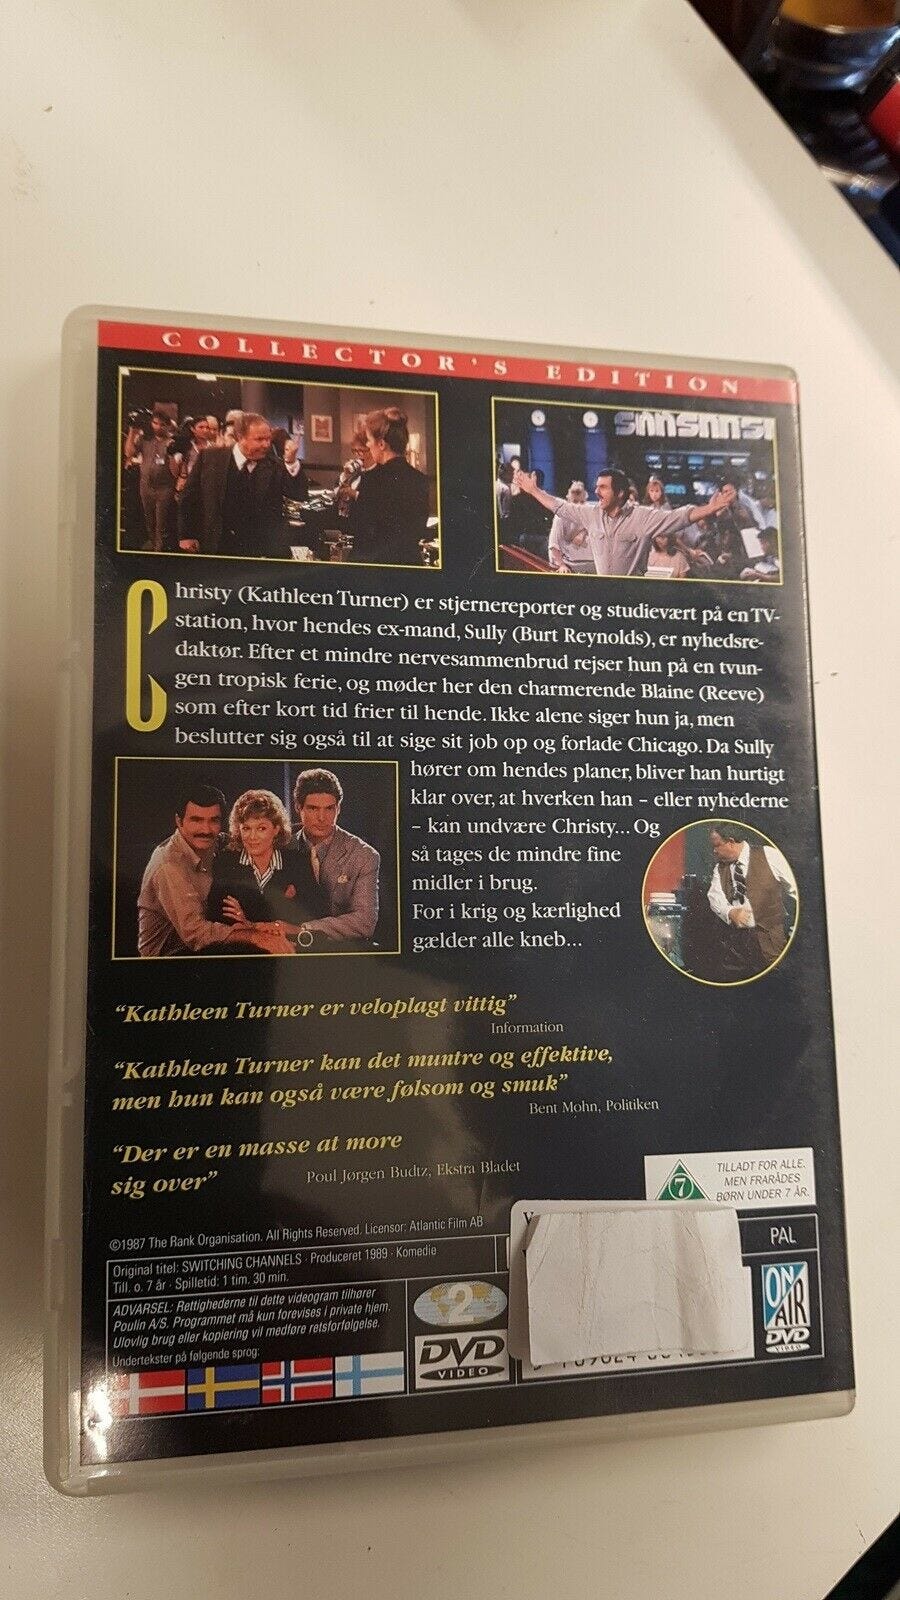 COLLECTOR'S EDITION
Christy (Kathleen Turner) er stjernereporter og studievært på en TV-
station, hvor hendes ex-mand, Sully (Burt Reynolds), er nyhedsre-
daktør. Efter et mindre nervesammenbrud rejser hun på en tvun-
gen tropisk ferie, og møder her den charmerende Blaine (Reeve)
som efter kort tid frier til hende. Ikke alene siger hun ja, men
beslutter sig også til at sige sit job op og forlade Chicago. Da Sully
hører om hendes planer, bliver han hurtigt
klar over, at hverken han – eller nyhederne
– kan undvære Christy... Og
så tages de mindre fine
midler i brug.
For i krig og kærlighed
gælder alle kneb...
"Kathleen Turner er veloplagt vittig"
Information
"Kathleen Turner kan det muntre og effektive,
men hun kan også være følsom og smuk"
Bent Mohn, Politiken
"Der er en masse at more
sig over"
Poul Jørgen Budtz, Ekstra Bladet
7
TILLADT FOR ALLE.
MEN FRARÅDES
BØRN UNDER 7 ÅR.
©1987 The Rank Organisation. All Rights Reserved. Licensor: Atlantic Film AB
Original titel: SWITCHING CHANNELS · Produceret 1989 · Komedie
Till. o. 7 år · Spilletid: 1 tim. 30 min.
ADVARSEL: Rettighederne til dette videogram tilhører
Poulin A/S. Programmet må kun forevises i private hjem.
Ulovlig brug eller kopiering vil medføre retsforfølgelse.
Undertekster på følgende sprog:
2
DVD
VIDEO
PAL
ON
AIR
DVD
VIDEO